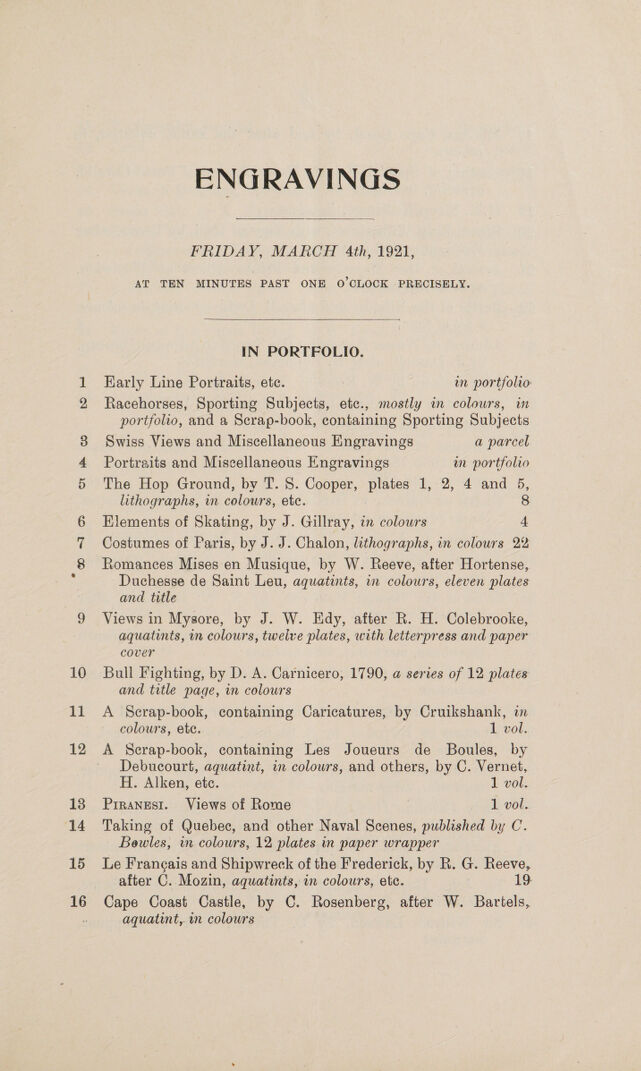 ENGRAVINGS
FRIDAY, MARCH 4th, 1921,
AT TEN MINUTES PAST ONE O'CLOCK PRECISELY.
IN PORTFOLIO.
1 Early Line Portraits, etc. in portfolio
2 Racehorses, Sporting Subjects, etc., mostly in colours, in
portfolio, and a Scrap-book, containing Sporting Subjects
3 Swiss Views and Miscellaneous Engravings a parcel
4 Portraits and Miscellaneous Engravings in portfolio
5 The Hop Ground, by T. S. Cooper, plates 1, 2, 4 and 5,
lithographs, in colours, etc. 8
6 Elements of Skating, by J. Gillray, in colours 4
7 Costumes of Paris, by J. J. Chalon, lithographs, in colours 22
8 Romances Mises en Musique, by W. Reeve, after Hortense,
Duchesse de Saint Leu, aquatints, in colours, eleven plates
and title
9 Views in Mysore, by J. W. Edy, after R. H. Colebrooke,
aquatints, in colours, twelve plates, with letterpress and paper
cover
10 Bull Fighting, by D. A. Carnicero, 1790, a series of 12 plates
and title page, in colours
11 A Scrap-book, containing Caricatures, by Cruikshank, in
colours, etc. 1 vol.
12 A Scrap-book, containing Les Joueurs de Boules, by
Debucourt, aquatint, in colours, and others, by C. Vernet,
H. Alken, etc. 1 vol.
13 PIRANESI. Views of Rome 1 vol.
14 Taking of Quebec, and other Naval Scenes, published by C.
Bowles, in colours, 12 plates in paper wrapper
15 Le Français and Shipwreck of the Frederick, by R. G. Reeve,
after C. Mozin, aquatints, in colours, etc. 19
16 Cape Coast Castle, by C. Rosenberg, after W. Bartels,
aquatint, in colours